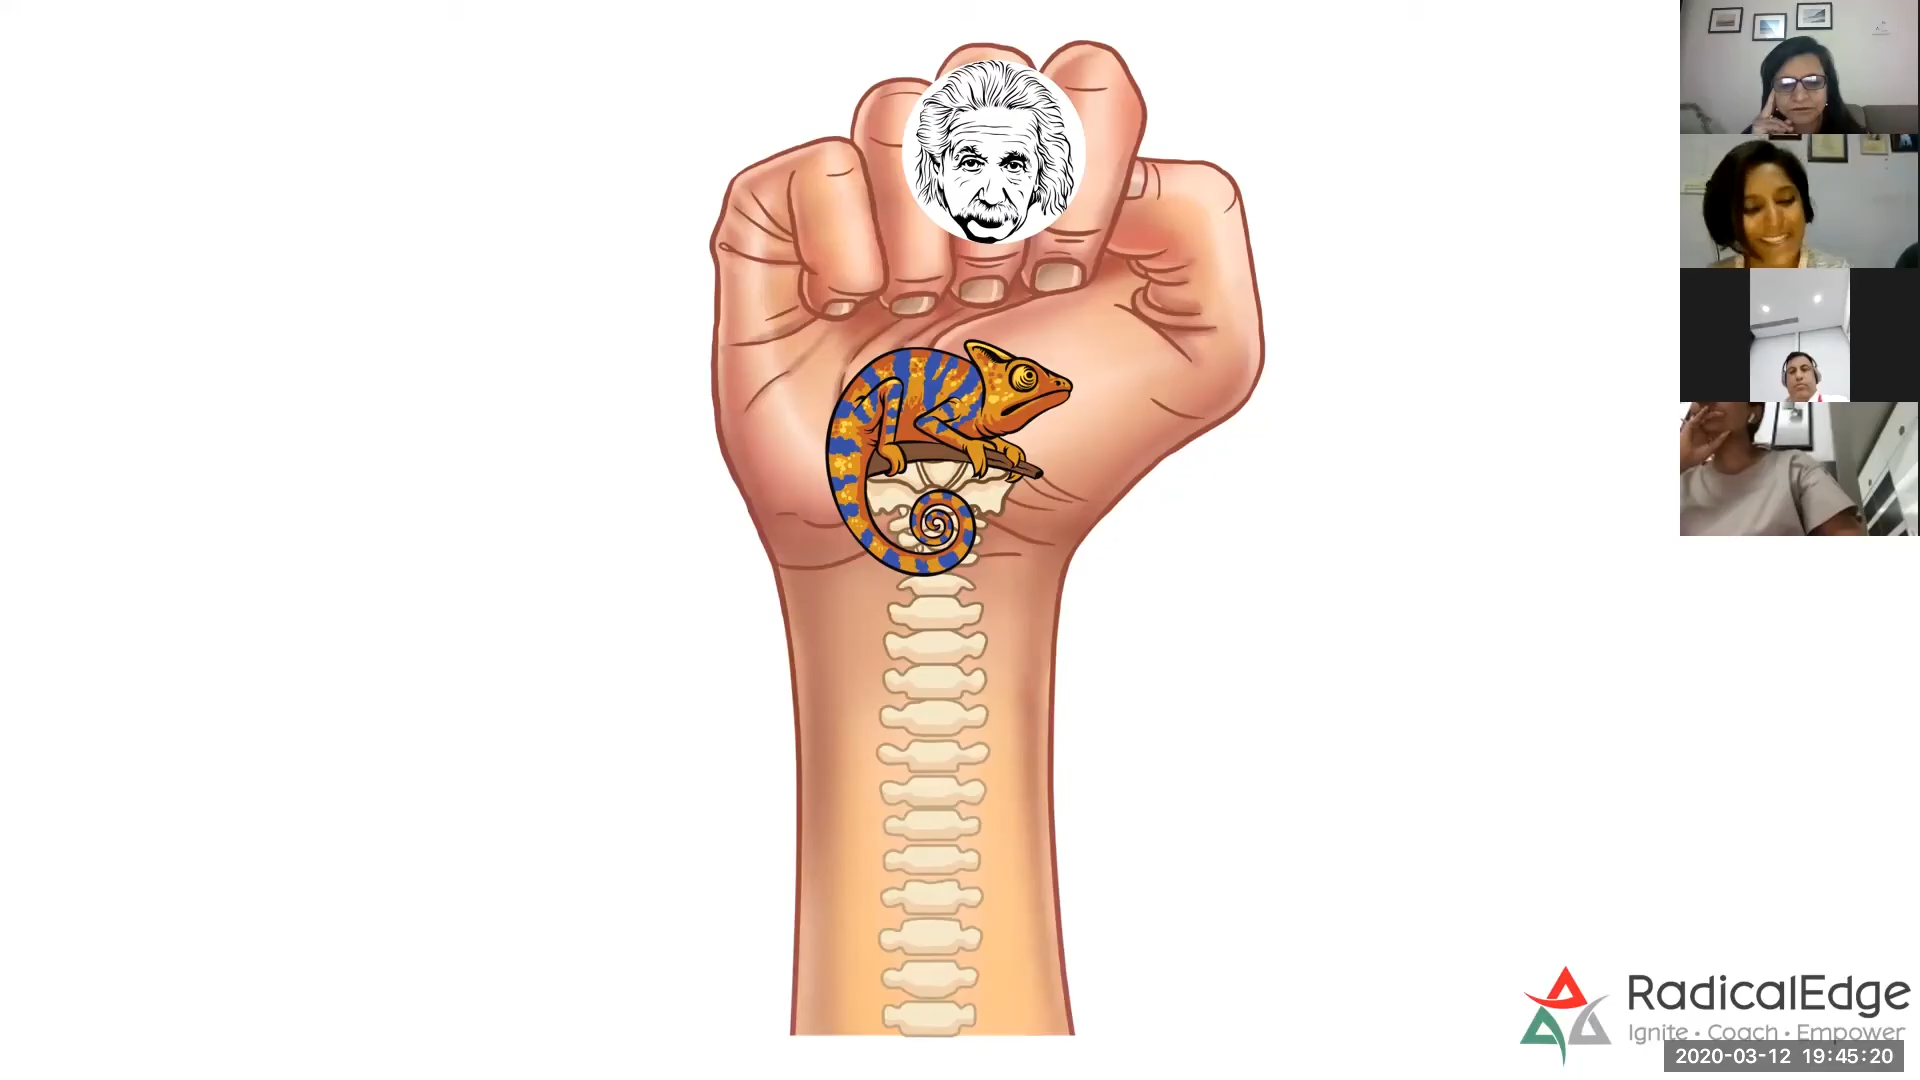 RadicalEdge
Ignite • Coach • Empower
2020-03-12 19:45:20